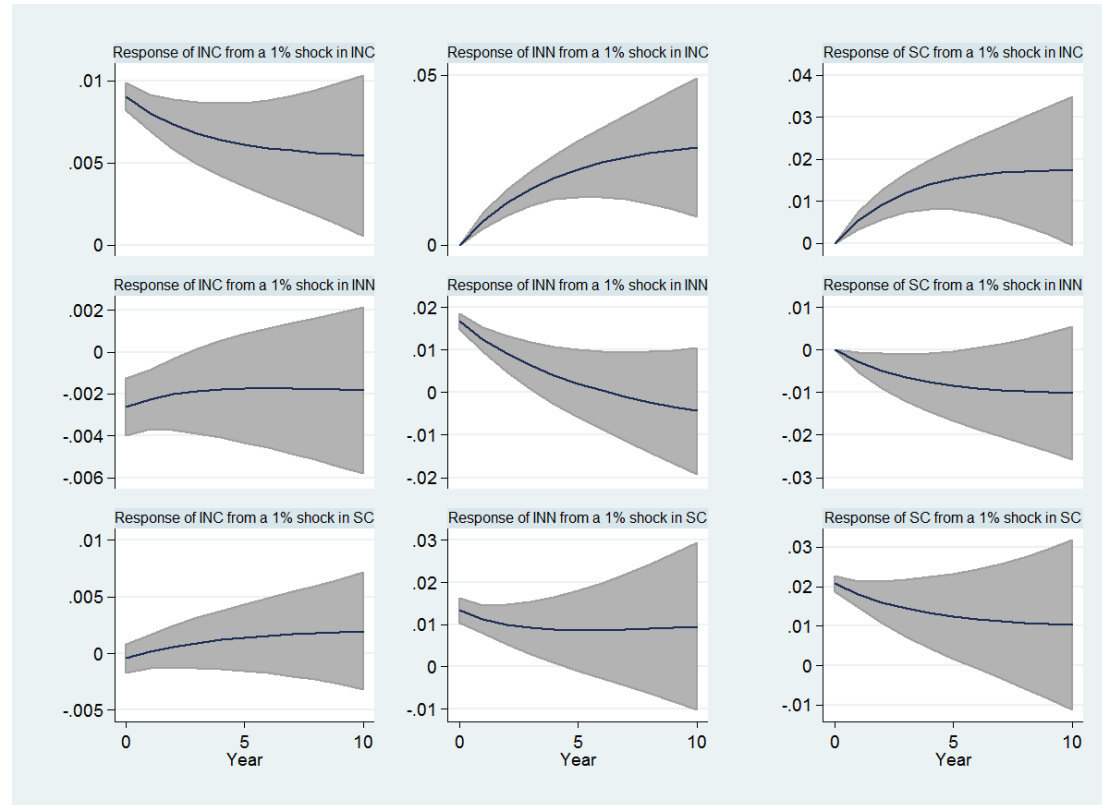 Response of INC from a 1% shock in INC
Response of INN from a 1% shock in INC
Response of SC from a 1% shock in INC
.01
.005
0
.05
0
.04
.03
.02
.01
0
Response of INC from a 1% shock in INN
Response of INN from a 1% shock in INN
Response of SC from a 1% shock in INN
.002
0
-.002
-.004
-.006
.02
.01
0
-.01
-.02
.01
0
-.01
-.02
-.03
Response of INC from a 1% shock in SC
Response of INN from a 1% shock in SC
Response of SC from a 1% shock in SC
.01
.005
0
-.005
.03
.02
.01
0
-.01
.03
.02
.01
0
-.01
0 5 10
0 5 10
0 5 10
Year
Year
Year